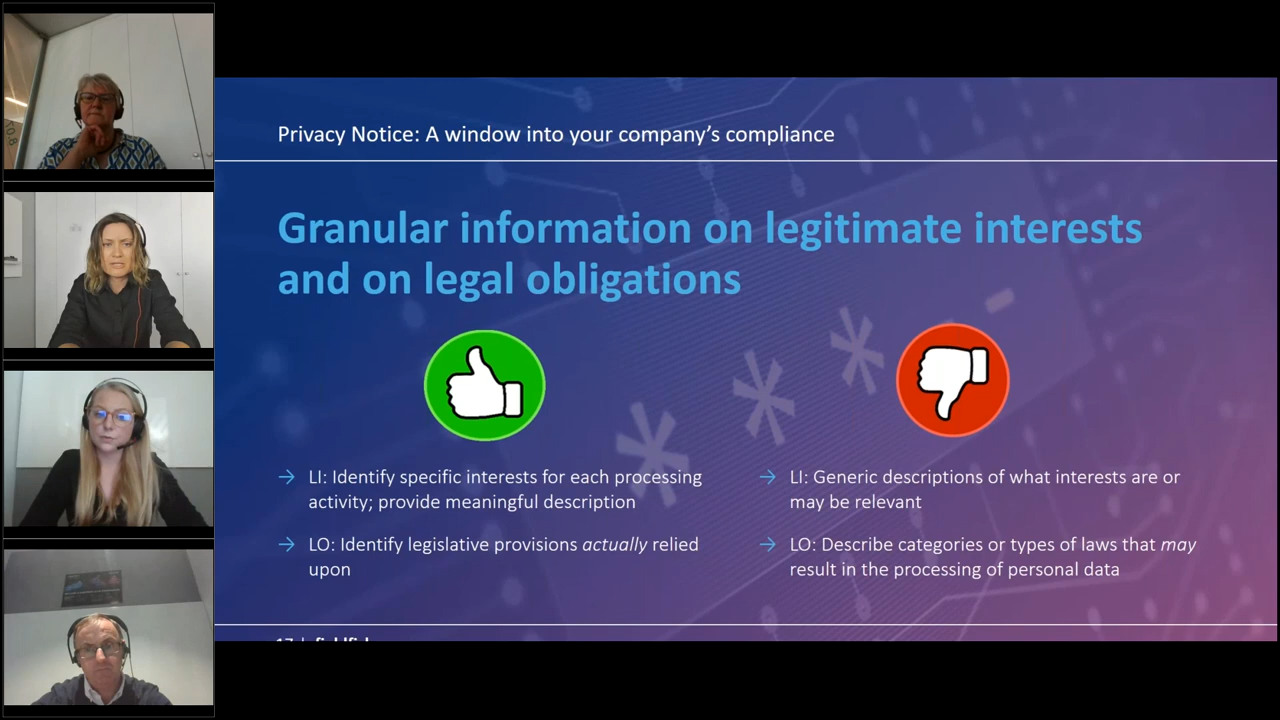 Privacy Notice: A window into your company's compliance
Granular information on legitimate interests
and on legal obligations
→ LI: Identify specific interests for each processing
activity; provide meaningful description
→ LO: Identify legislative provisions actually relied
upon
→ LI: Generic descriptions of what interests are or
may be relevant
→ LO: Describe categories or types of laws that may
result in the processing of personal data